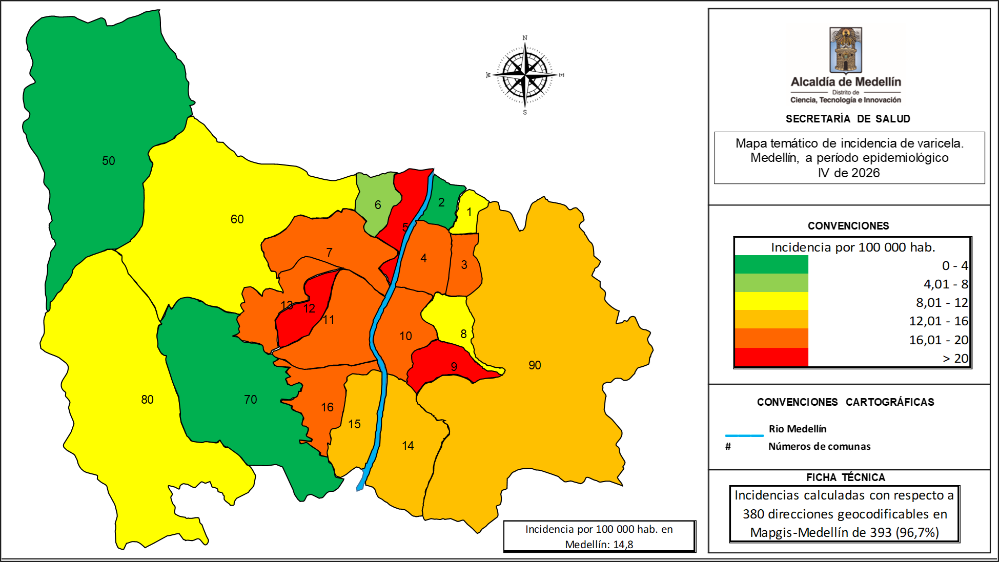 N
W
E
S
50
60
6
5
2
1
7
4
3
13
12
11
10
8
9
90
80
70
16
15
14
Incidencia por 100 000 hab. en
Medellín: 14,8
Alcaldía de Medellín
Distrito de
Ciencia, Tecnología e Innovación
SECRETARÍA DE SALUD
Mapa temático de incidencia de varicela.
Medellín, a período epidemiológico
IV de 2026
CONVENCIONES
Incidencia por 100 000 hab.
0 - 4
4,01 - 8
8,01 - 12
12,01 - 16
16,01 - 20
> 20
CONVENCIONES CARTOGRÁFICAS
Rio Medellín
# Números de comunas
FICHA TÉCNICA
Incidencias calculadas con respecto a
380 direcciones geocodificables en
Mapgis-Medellín de 393 (96,7%)